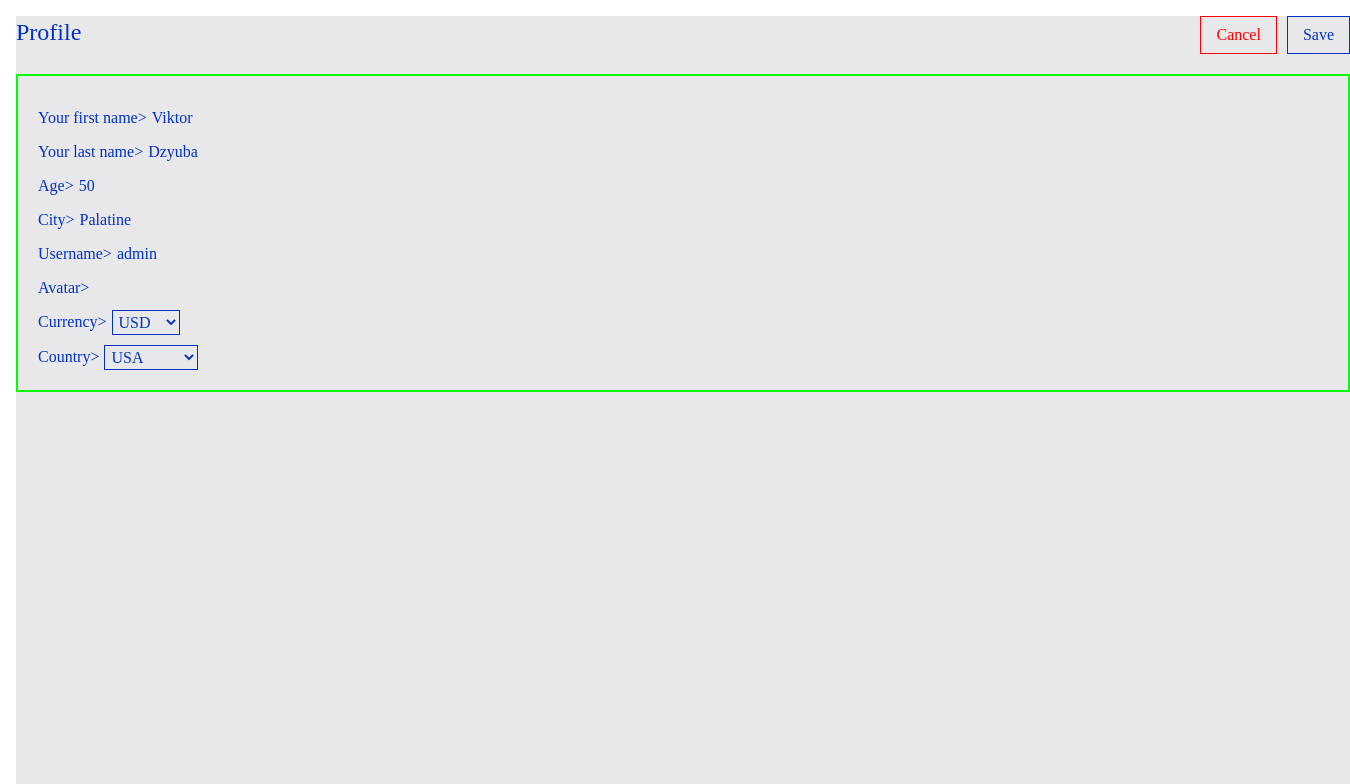 Profile
Cancel
Save
Your first name> Viktor
Your last name> Dzyuba
Age> 50
City> Palatine
Username> admin
Avatar>
Currency> USD
Country> USA